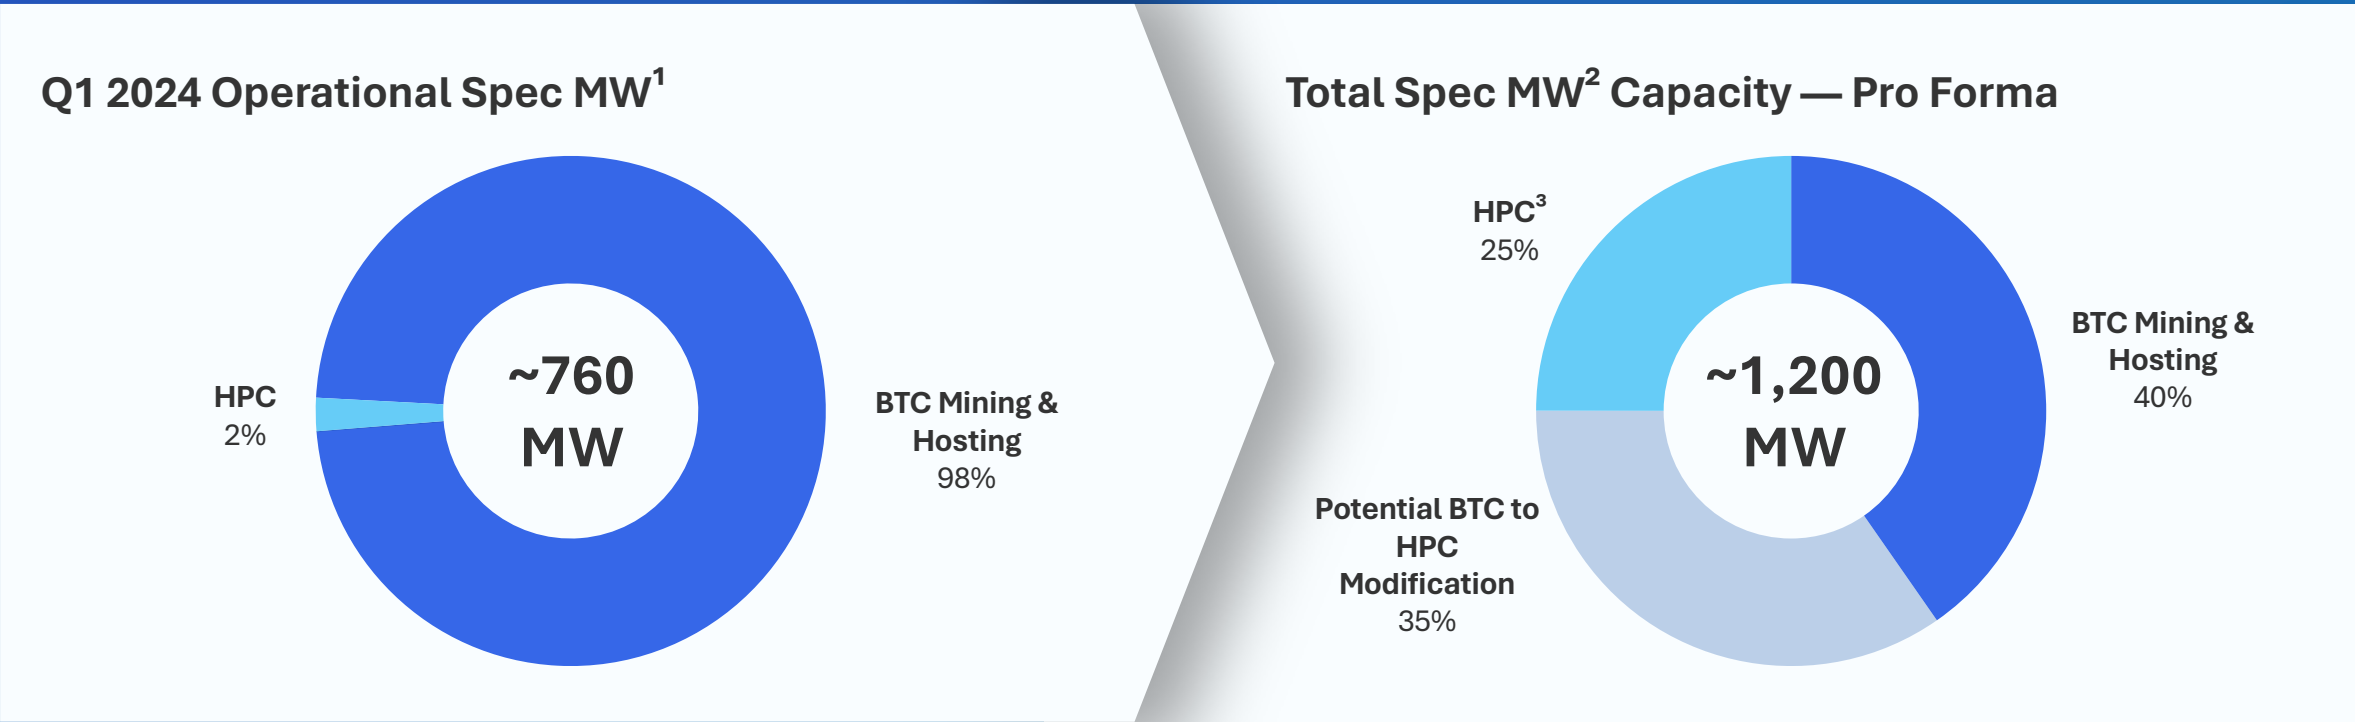 Q1 2024 Operational Spec MW¹
HPC
2%
~760
MW
BTC Mining &
Hosting
98%
Total Spec MW² Capacity — Pro Forma
HPC³
25%
~1,200
MW
BTC Mining &
Hosting
40%
Potential BTC to
HPC
Modification
35%